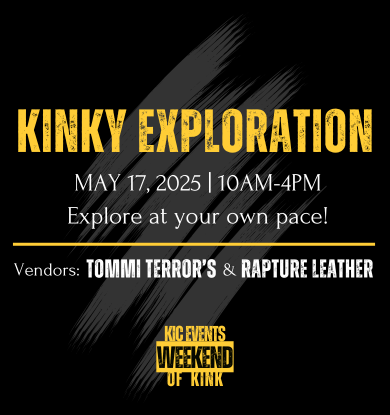 KINKY EXPLORATION
MAY 17, 2025 | 10AM-4PM
Explore at your own pace!
Vendors: TOMMI TERROR'S & RAPTURE LEATHER
KIC EVENTS
WEEKEND
OF KINK